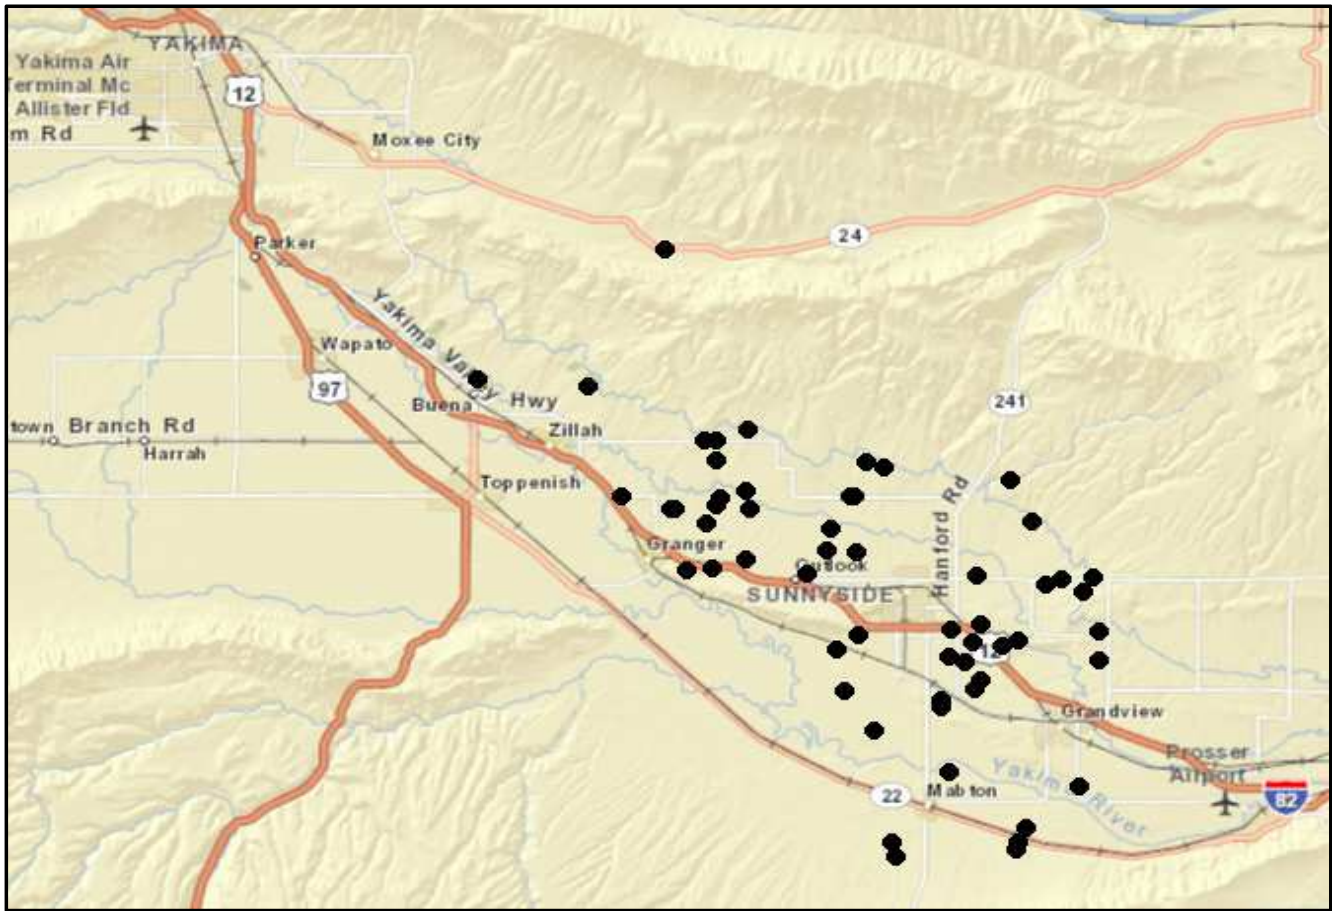 YAKIMA
Yakima Air
Terminal Mc
Allister Fld
m Rd
12
Moxee City
24
Parker
Yakima Valley Hwy
Wapato
97
Buena
241
town Branch Rd
Zillah
Harrah
Toppenish
Hanford Rd
Granger
Outlook
SUNNYSIDE
12
Grandview
Prosser
Airport
Yakima River
22
Mabton
82